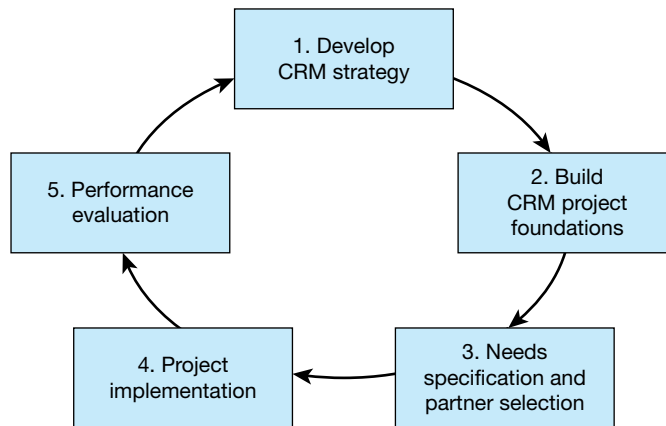 1. Develop
CRM strategy
2. Build
CRM project
foundations
3. Needs
specification and
partner selection
4. Project
implementation
5. Performance
evaluation